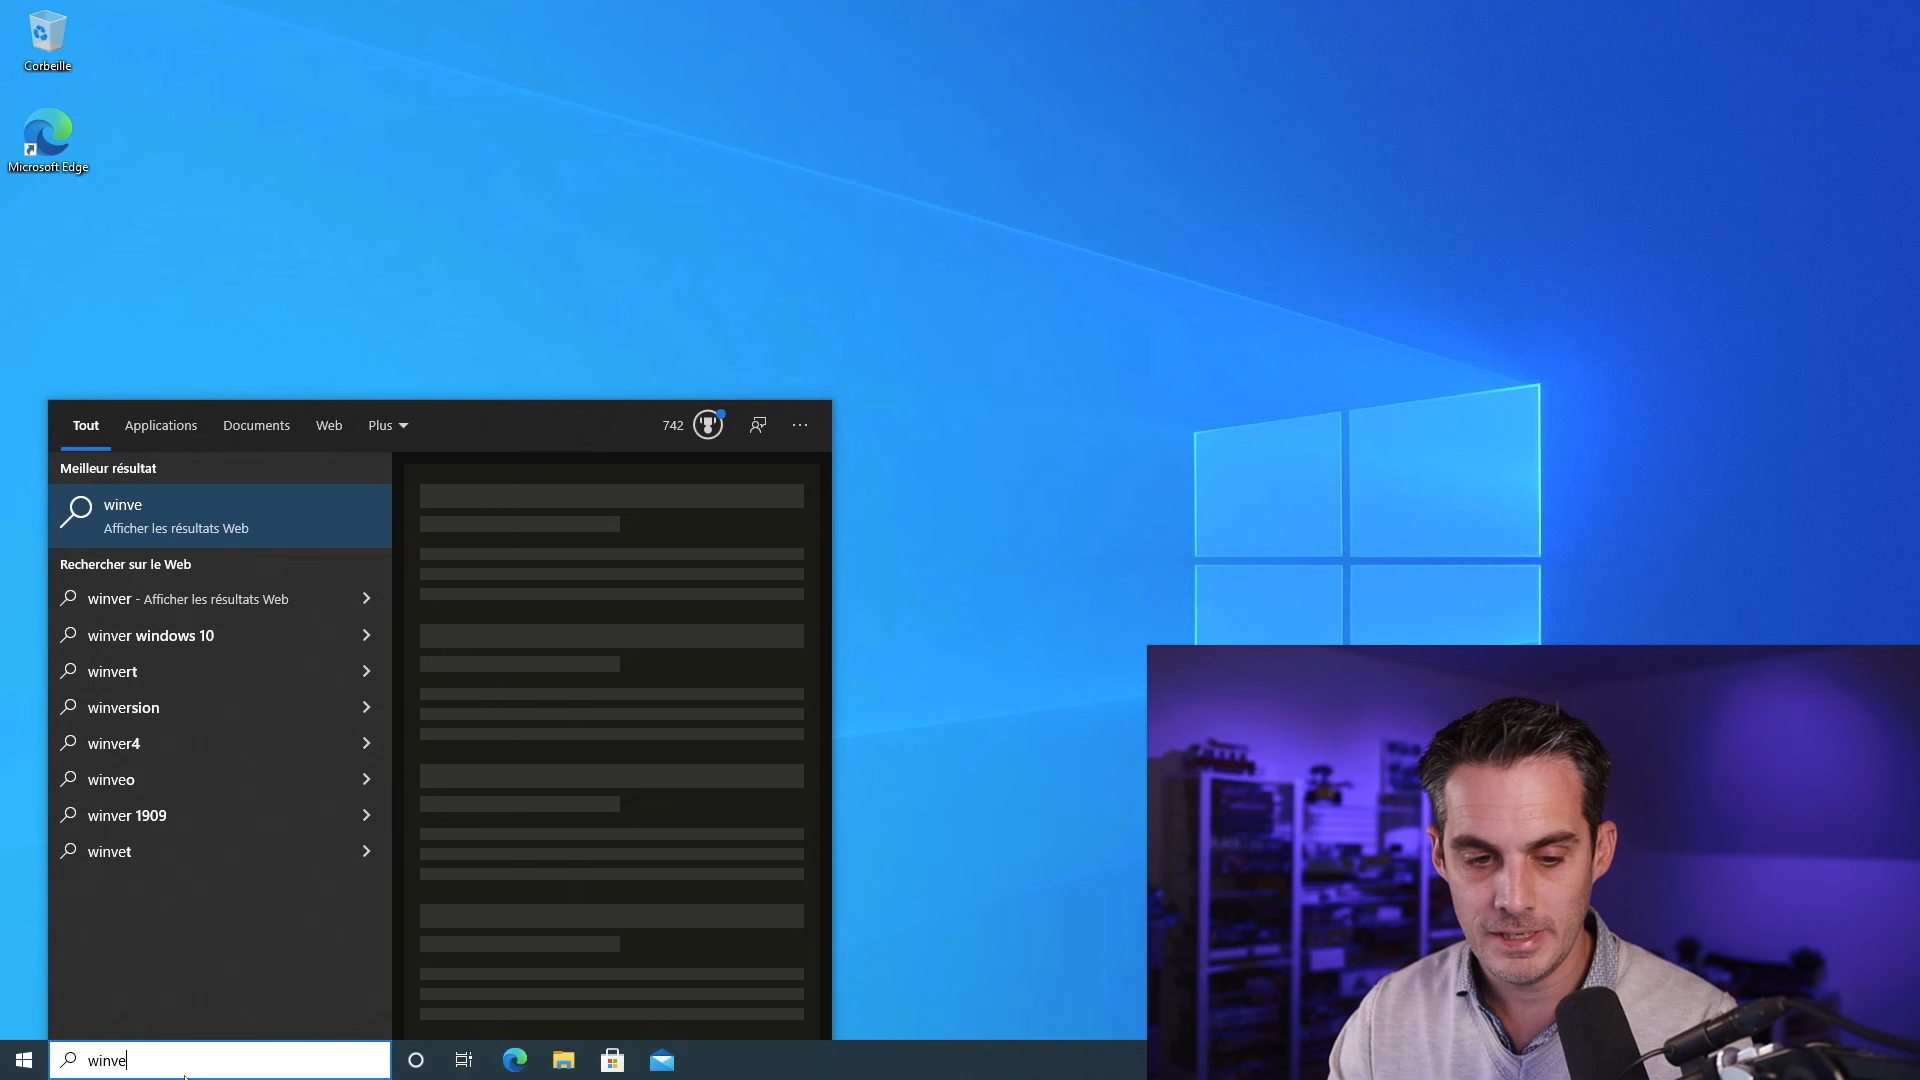 Corbeille
Microsoft Edge
Tout Applications Documents Web Plus 742 ...
Meilleur résultat
winve
Afficher les résultats Web
Rechercher sur le Web
winver - Afficher les résultats Web
winver windows 10
winvert
winversion
winver4
winveo
winver 1909
winvet
winve